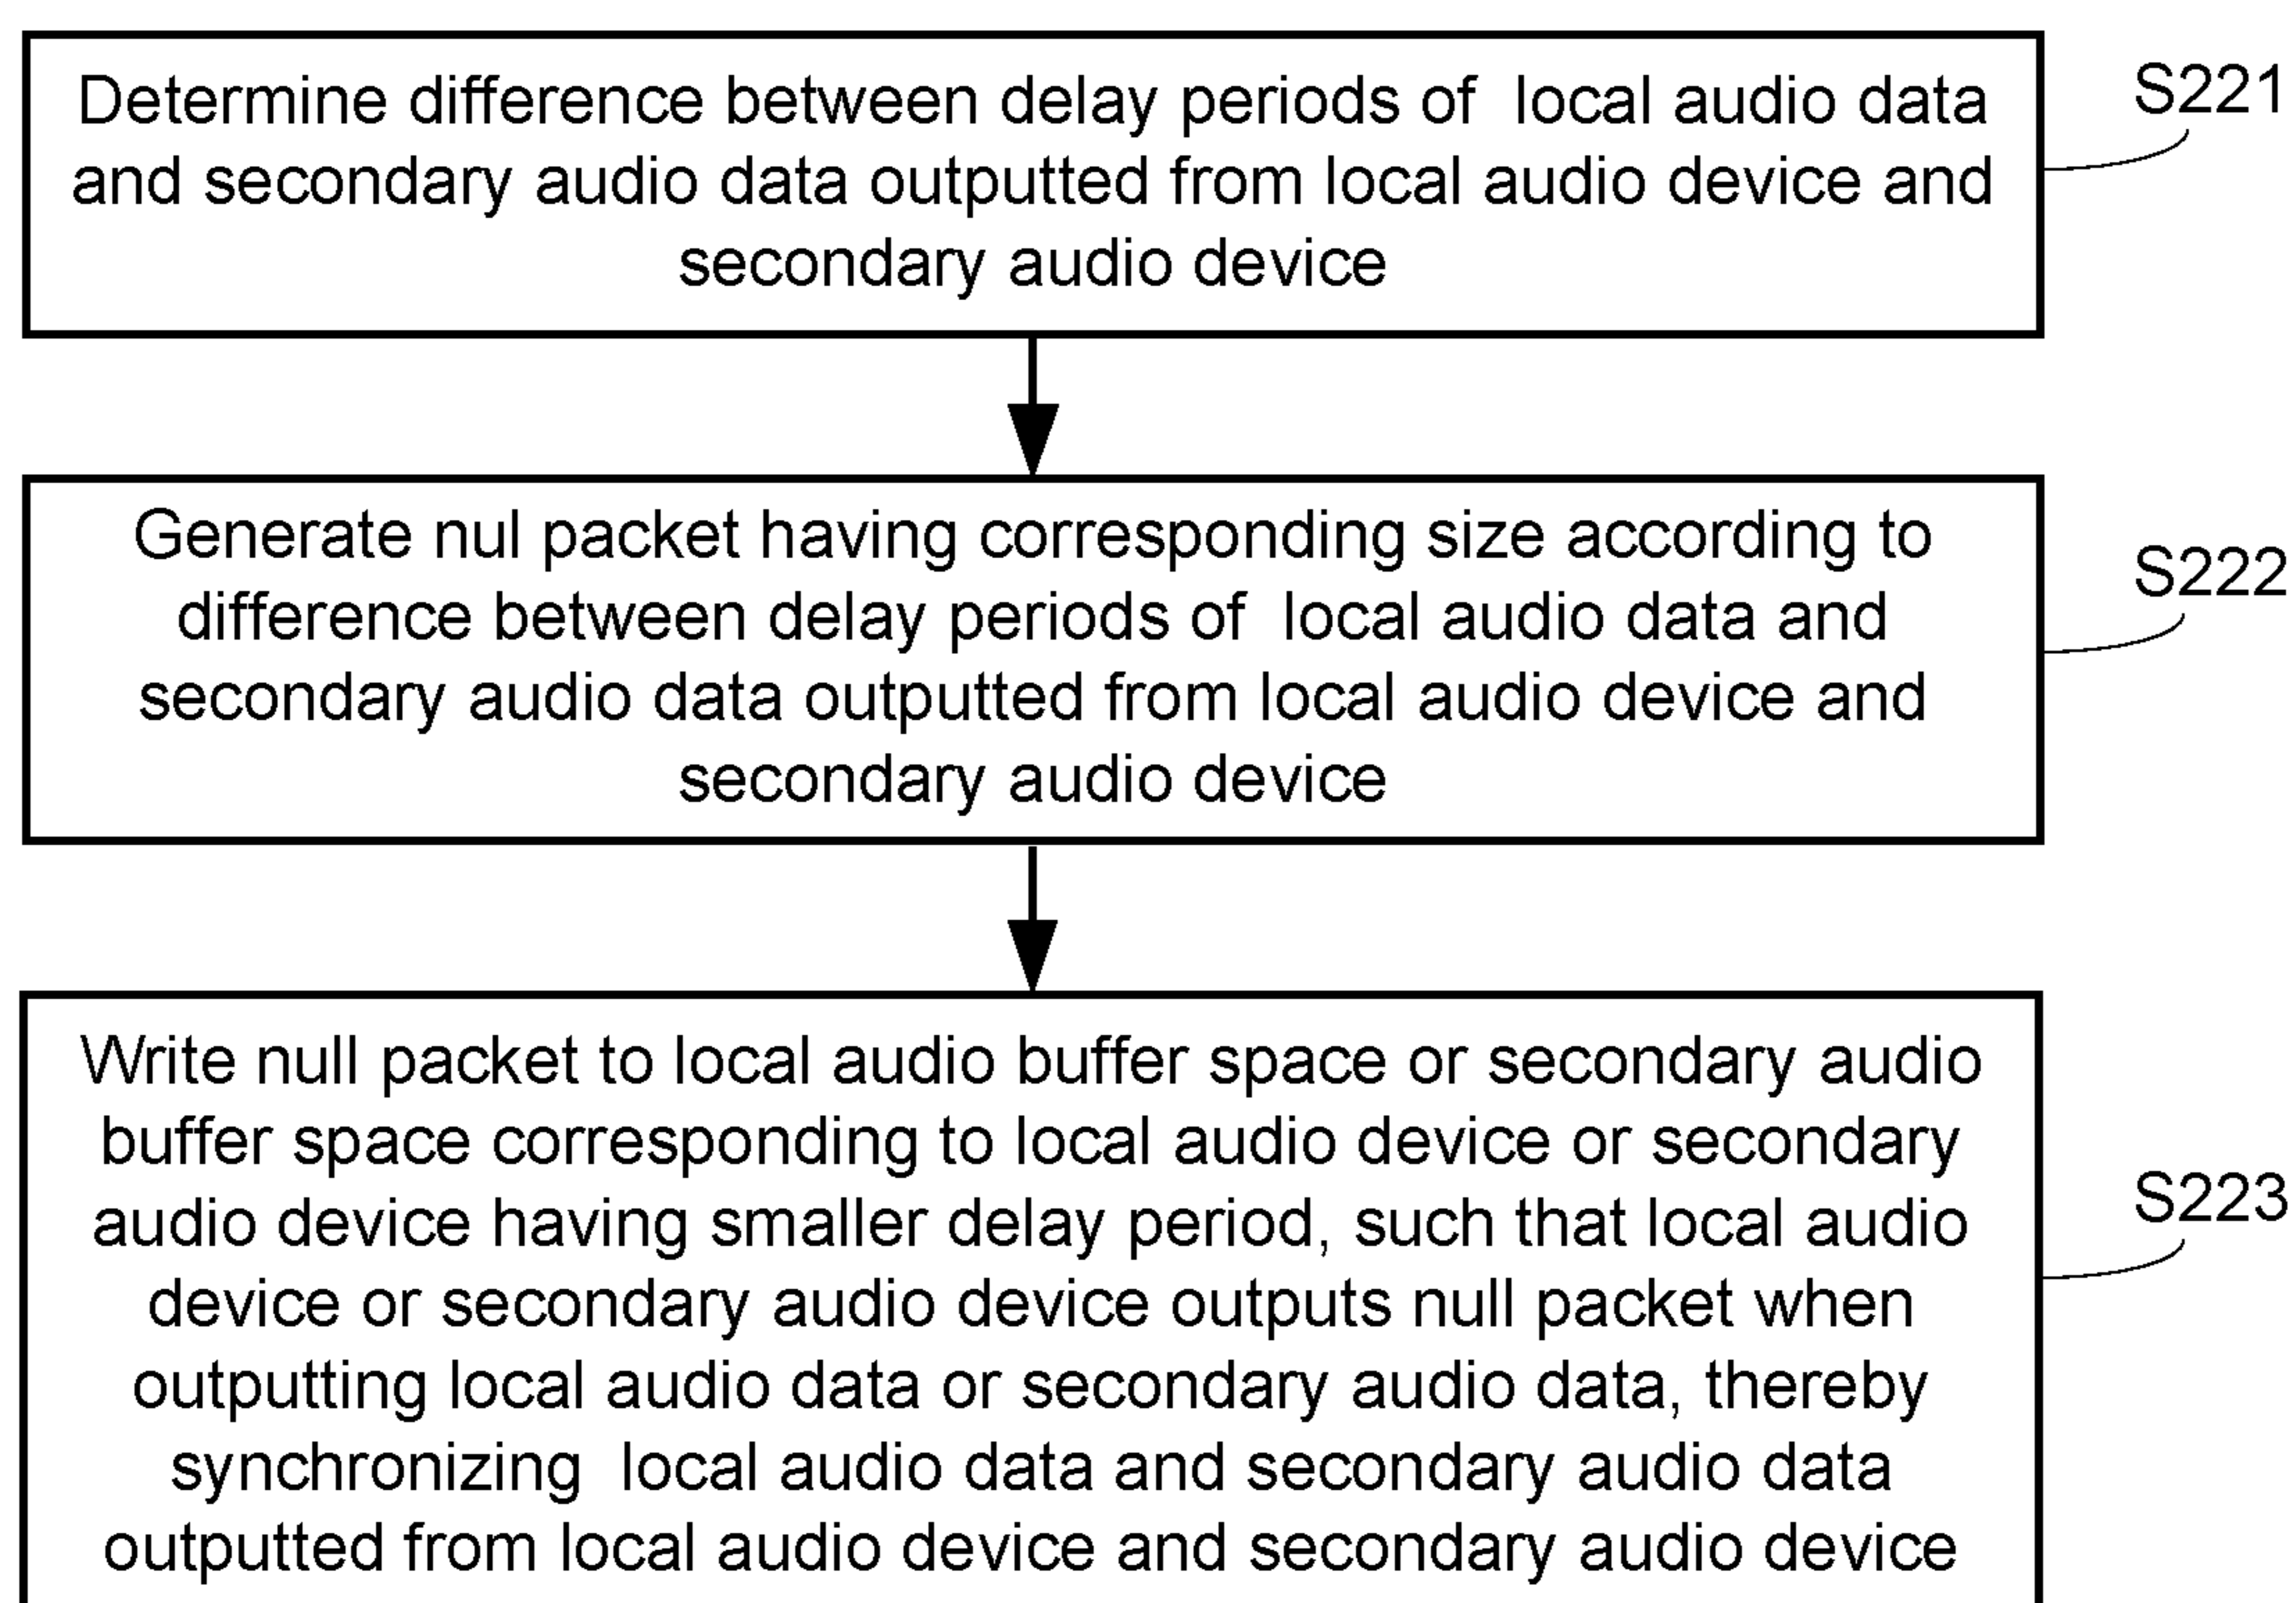 Determine difference between delay periods of local audio data
and secondary audio data outputted from local audio device and
secondary audio device
S221
Generate nul packet having corresponding size according to
difference between delay periods of local audio data and
secondary audio data outputted from local audio device and
secondary audio device
S222
Write null packet to local audio buffer space or secondary audio
buffer space corresponding to local audio device or secondary
audio device having smaller delay period, such that local audio
device or secondary audio device outputs null packet when
outputting local audio data or secondary audio data, thereby
synchronizing local audio data and secondary audio data
outputted from local audio device and secondary audio device
S223